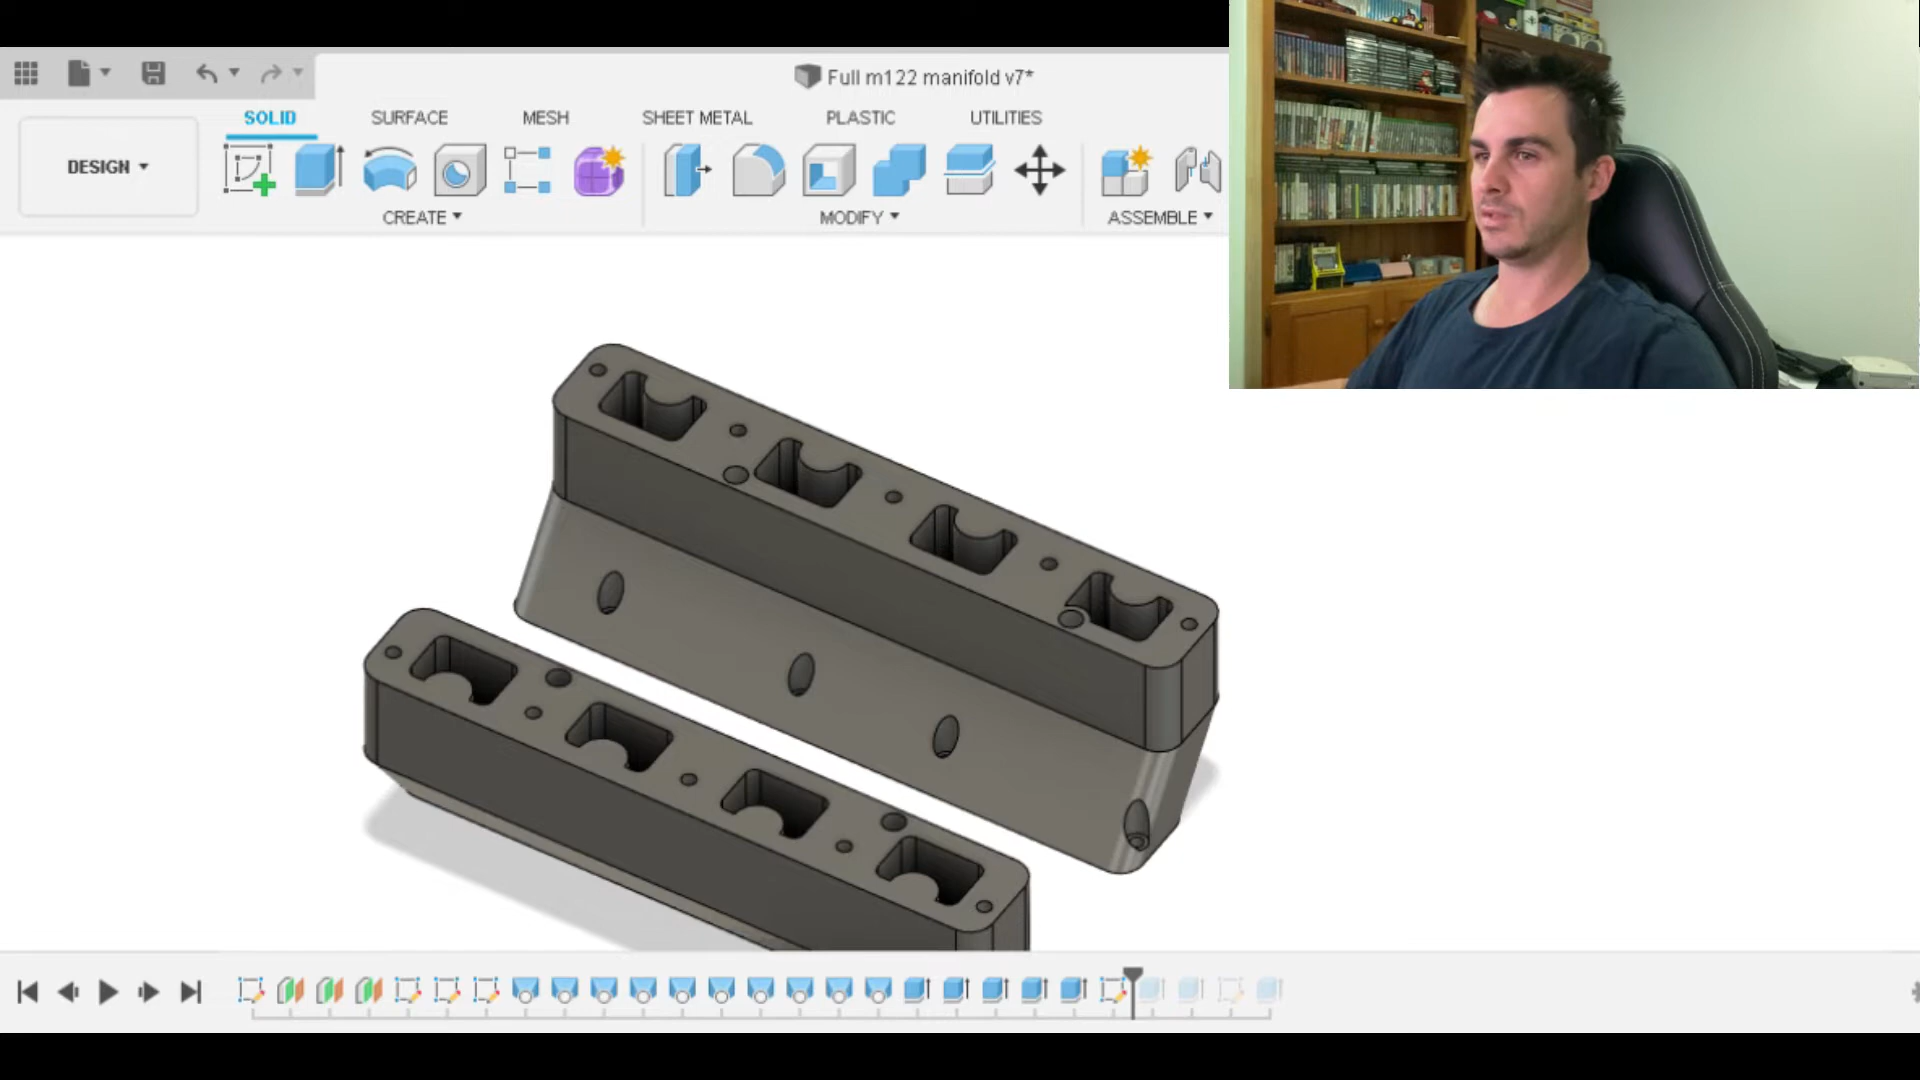 Full m122 manifold v7*
SOLID SURFACE MESH SHEET METAL PLASTIC UTILITIES
DESIGN
CREATE MODIFY ASSEMBLE